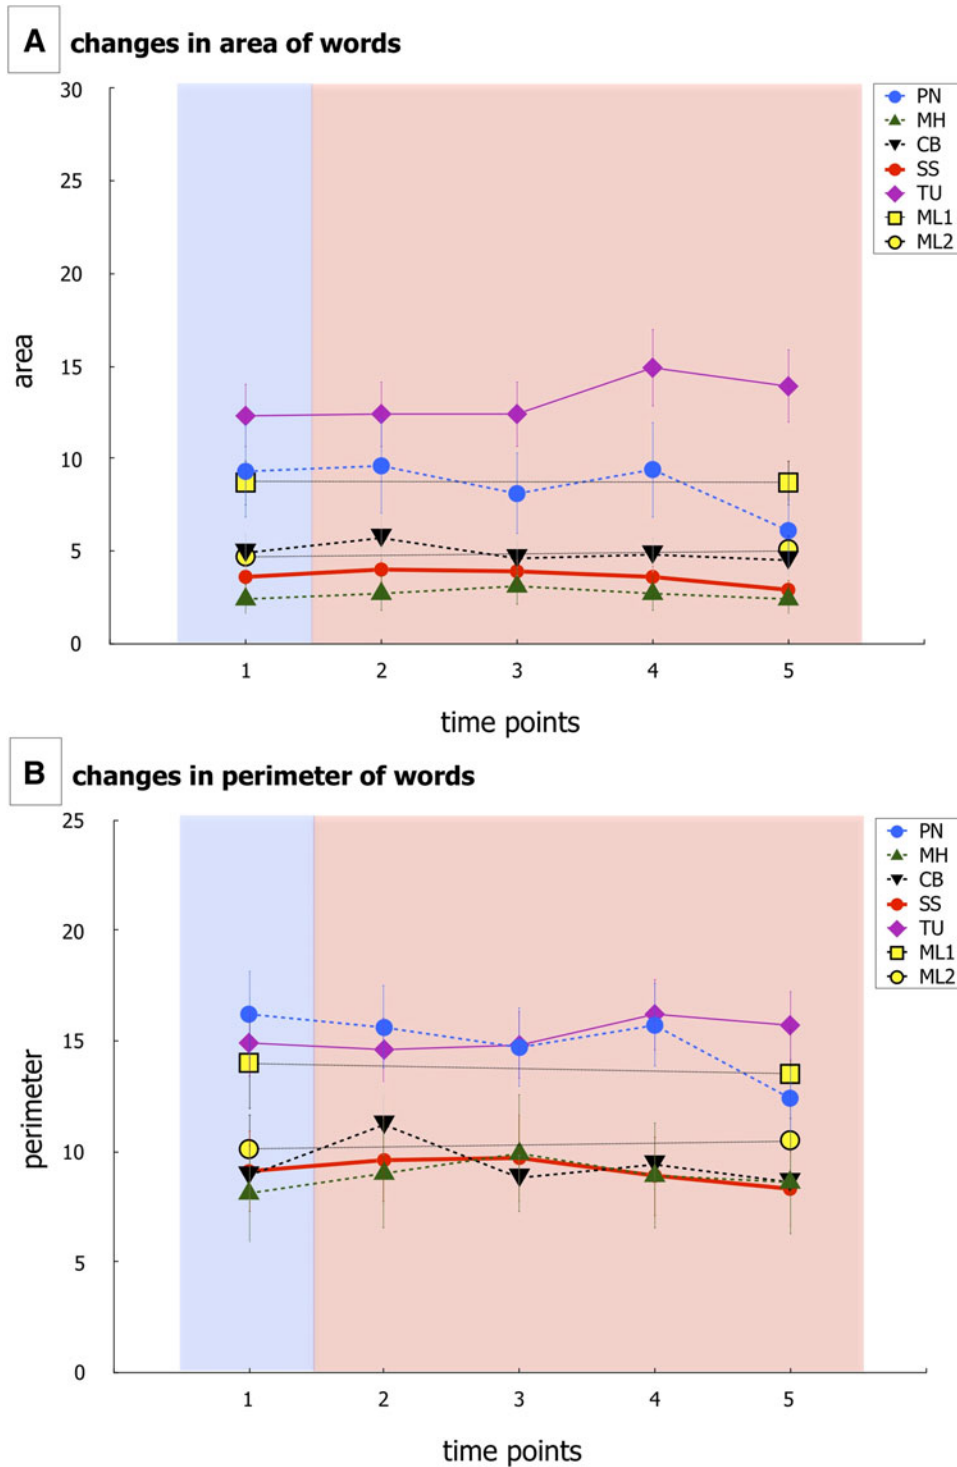 A changes in area of words
30
25
20
15
10
5
0
area
1 2 3 4 5
time points
PN
MH
CB
SS
TU
ML1
ML2
B changes in perimeter of words
25
20
15
10
5
0
perimeter
1 2 3 4 5
time points
PN
MH
CB
SS
TU
ML1
ML2